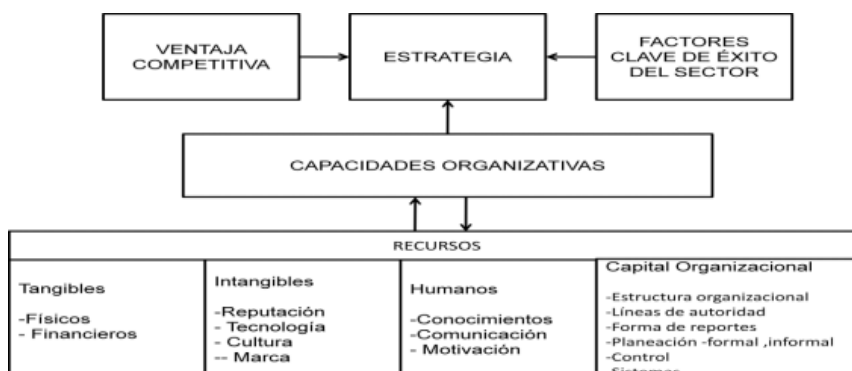 VENTAJA
COMPETITIVA
ESTRATEGIA
FACTORES
CLAVE DE ÉXITO
DEL SECTOR
CAPACIDADES ORGANIZATIVAS
RECURSOS
Tangibles
-Físicos
- Financieros
Intangibles
-Reputación
- Tecnología
- Cultura
-- Marca
Humanos
-Conocimientos
-Comunicación
- Motivación
Capital Organizacional
-Estructura organizacional
-Líneas de autoridad
-Forma de reportes
-Planeación -formal ,informal
-Control
-Sistemas